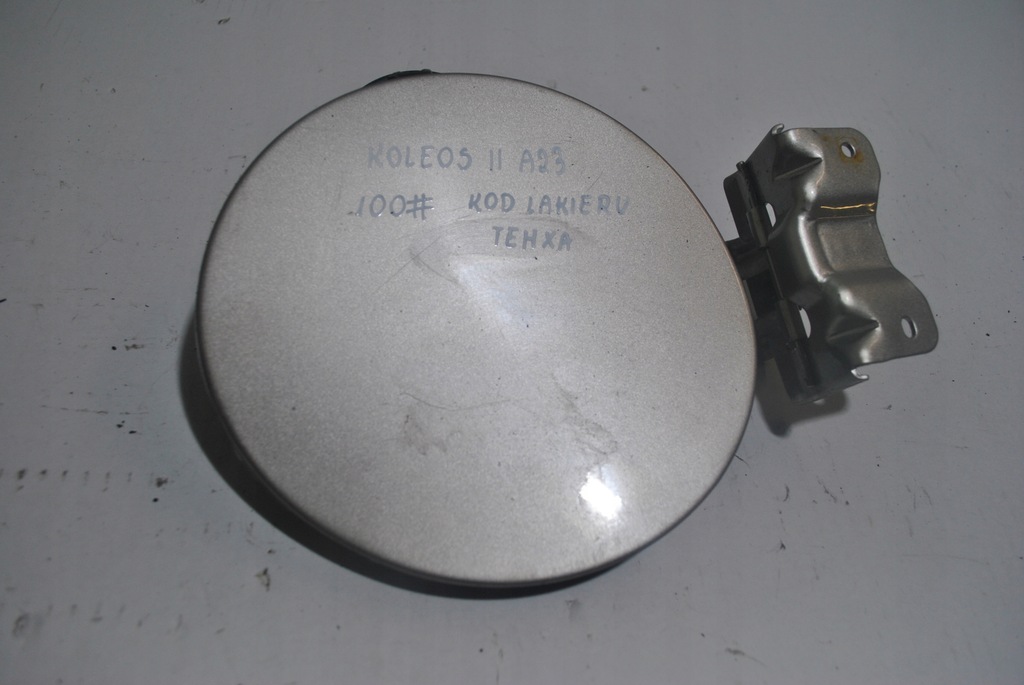 KOLEOS II A23
100# KOD LAKIERU
TEHXA